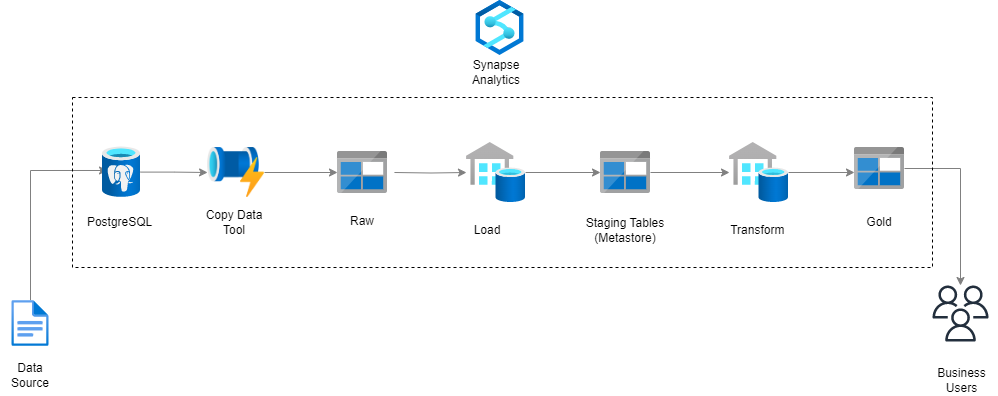 Synapse
Analytics
PostgreSQL
Copy Data
Tool
Raw
Load
Staging Tables
(Metastore)
Transform
Gold
Data
Source
Business
Users